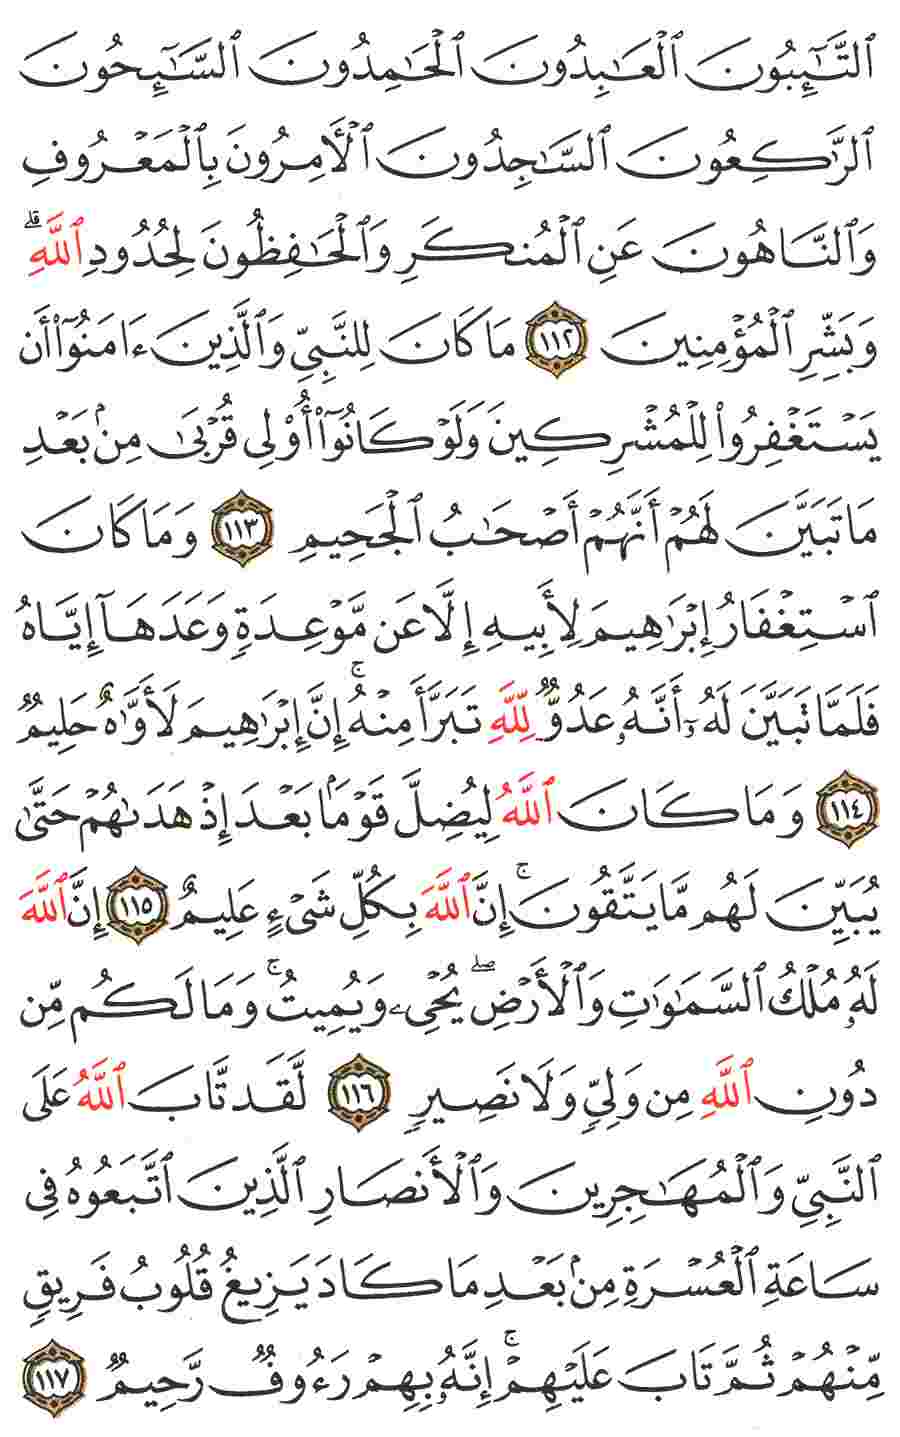 ٱلتَّـٰٓئِبُونَ ٱلْعَـٰبِدُونَ ٱلْحَـٰمِدُونَ ٱلسَّـٰٓئِحُونَ
ٱلرَّٰكِعُونَ ٱلسَّـٰجِدُونَ ٱلْـَٔامِرُونَ بِٱلْمَعْرُوفِ
وَٱلنَّاهُونَ عَنِ ٱلْمُنكَرِ وَٱلْحَـٰفِظُونَ لِحُدُودِ ٱللَّهِ ۗ
وَبَشِّرِ ٱلْمُؤْمِنِينَ ١١٢ مَا كَانَ لِلنَّبِىِّ وَٱلَّذِينَ ءَامَنُوٓا۟ أَن
يَسْتَغْفِرُوا۟ لِلْمُشْرِكِينَ وَلَوْ كَانُوٓا۟ أُو۟لِى قُرْبَىٰ مِنۢ بَعْدِ
مَا تَبَيَّنَ لَهُمْ أَنَّهُمْ أَصْحَـٰبُ ٱلْجَحِيمِ ١١٣ وَمَا كَانَ
ٱسْتِغْفَارُ إِبْرَٰهِيمَ لِأَبِيهِ إِلَّا عَن مَّوْعِدَةٍ وَعَدَهَآ إِيَّاهُ
فَلَمَّا تَبَيَّنَ لَهُۥٓ أَنَّهُۥ عَدُوٌّ لِّلَّهِ تَبَرَّأَ مِنْهُ ۚ إِنَّ إِبْرَٰهِيمَ لَأَوَّٰهٌ حَلِيمٌ
١١٤ وَمَا كَانَ ٱللَّهُ لِيُضِلَّ قَوْمًۢا بَعْدَ إِذْ هَدَىٰهُمْ حَتَّىٰ
يُبَيِّنَ لَهُم مَّا يَتَّقُونَ ۚ إِنَّ ٱللَّهَ بِكُلِّ شَىْءٍ عَلِيمٌ ١١٥ إِنَّ ٱللَّهَ
لَهُۥ مُلْكُ ٱلسَّمَـٰوَٰتِ وَٱلْأَرْضِ ۖ يُحْىِۦ وَيُمِيتُ ۚ وَمَا لَكُم مِّن
دُونِ ٱللَّهِ مِن وَلِىٍّ وَلَا نَصِيرٍ ١١٦ لَّقَد تَّابَ ٱللَّهُ عَلَى
ٱلنَّبِىِّ وَٱلْمُهَـٰجِرِينَ وَٱلْأَنصَارِ ٱلَّذِينَ ٱتَّبَعُوهُ فِى
سَاعَةِ ٱلْعُسْرَةِ مِنۢ بَعْدِ مَا كَادَ يَزِيغُ قُلُوبُ فَرِيقٍ
مِّنْهُمْ ثُمَّ تَابَ عَلَيْهِمْ ۚ إِنَّهُۥ بِهِمْ رَءُوفٌ رَّحِيمٌ ١١٧